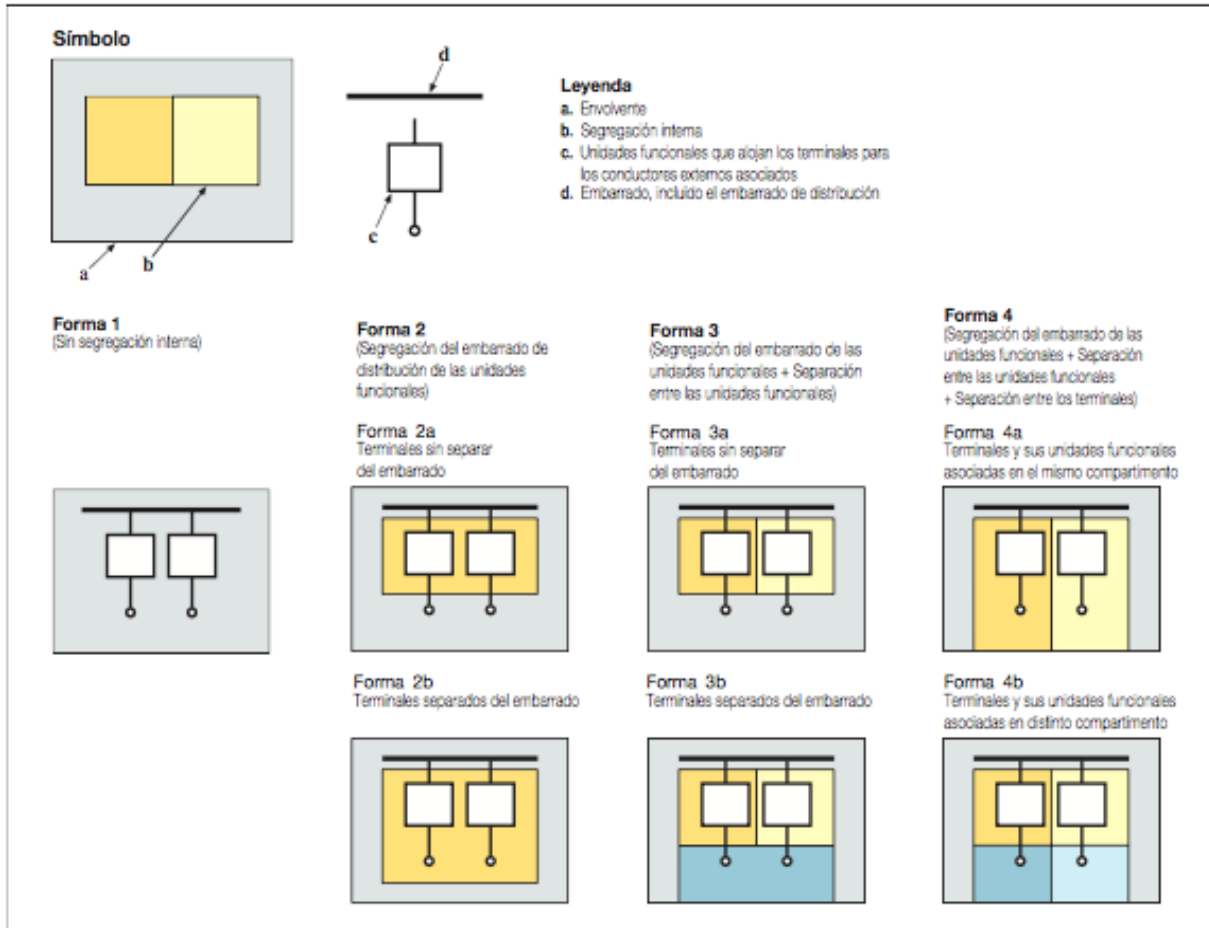 Símbolo
d
c
a
b
Leyenda
a. Envolvente
b. Segregación interna
c. Unidades funcionales que alojan los terminales para
los conductores externos asociados
d. Embarrado, incluido el embarrado de distribución
Forma 1
(Sin segregación interna)
Forma 2
(Segregación del embarrado de
distribución de las unidades
funcionales)
Forma 3
(Segregación del embarrado de las
unidades funcionales + Separación
entre las unidades funcionales)
Forma 4
(Segregación del embarrado de las
unidades funcionales + Separación
entre las unidades funcionales
+ Separación entre los terminales)
Forma 2a
Terminales sin separar
del embarrado
Forma 3a
Terminales sin separar
del embarrado
Forma 4a
Terminales y sus unidades funcionales
asociadas en el mismo compartimento
Forma 2b
Terminales separados del embarrado
Forma 3b
Terminales separados del embarrado
Forma 4b
Terminales y sus unidades funcionales
asociadas en distinto compartimento